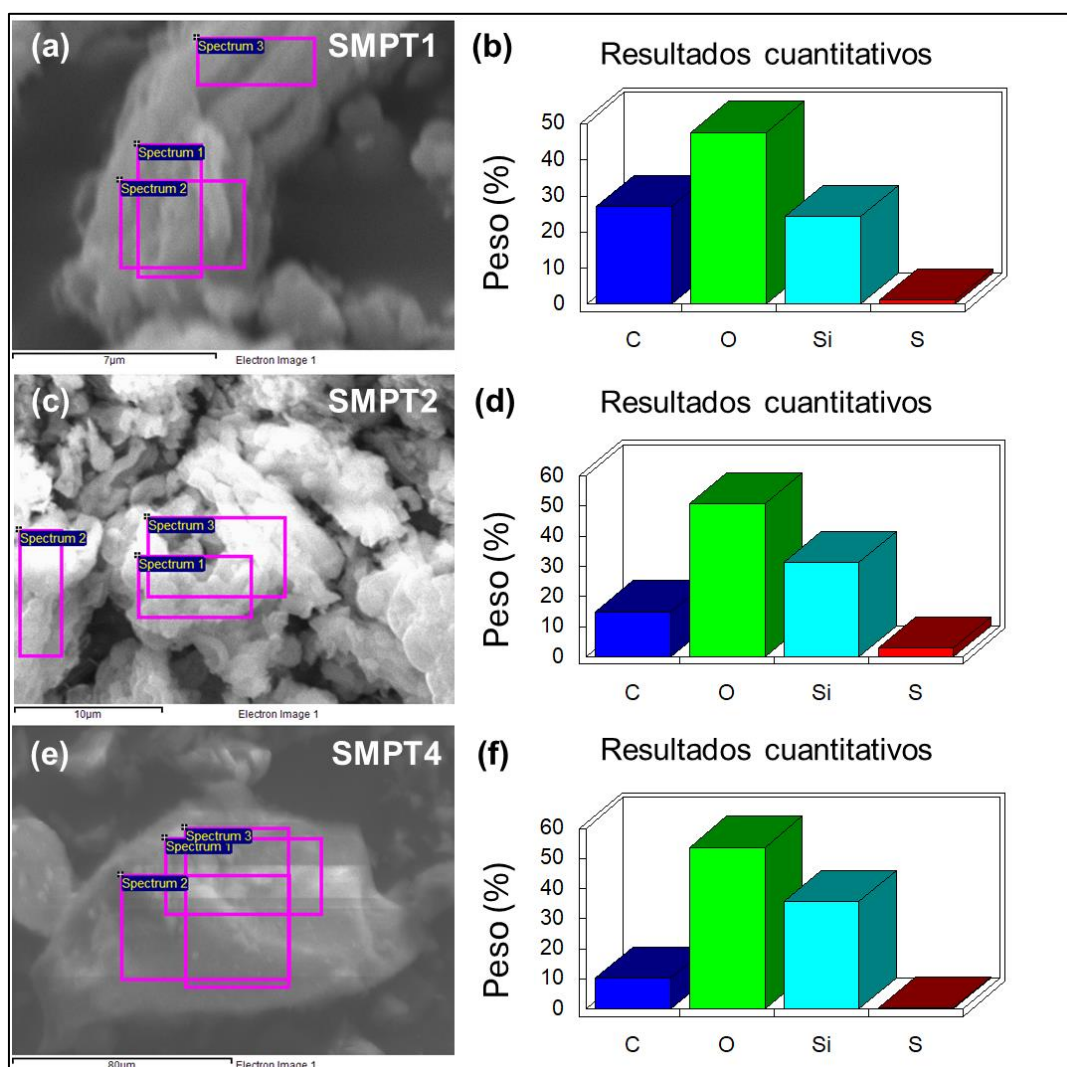 (a) SMPT1
Spectrum 3
Spectrum 1
Spectrum 2
7µm Electron Image 1
(b) Resultados cuantitativos
Peso (%)
50
40
30
20
10
0
C O Si S
(c) SMPT2
Spectrum 2
Spectrum 3
Spectrum 1
10µm Electron Image 1
(d) Resultados cuantitativos
Peso (%)
60
50
40
30
20
10
0
C O Si S
(e) SMPT4
Spectrum 3
Spectrum 1
Spectrum 2
80µm Electron Image 1
(f) Resultados cuantitativos
Peso (%)
60
50
40
30
20
10
0
C O Si S